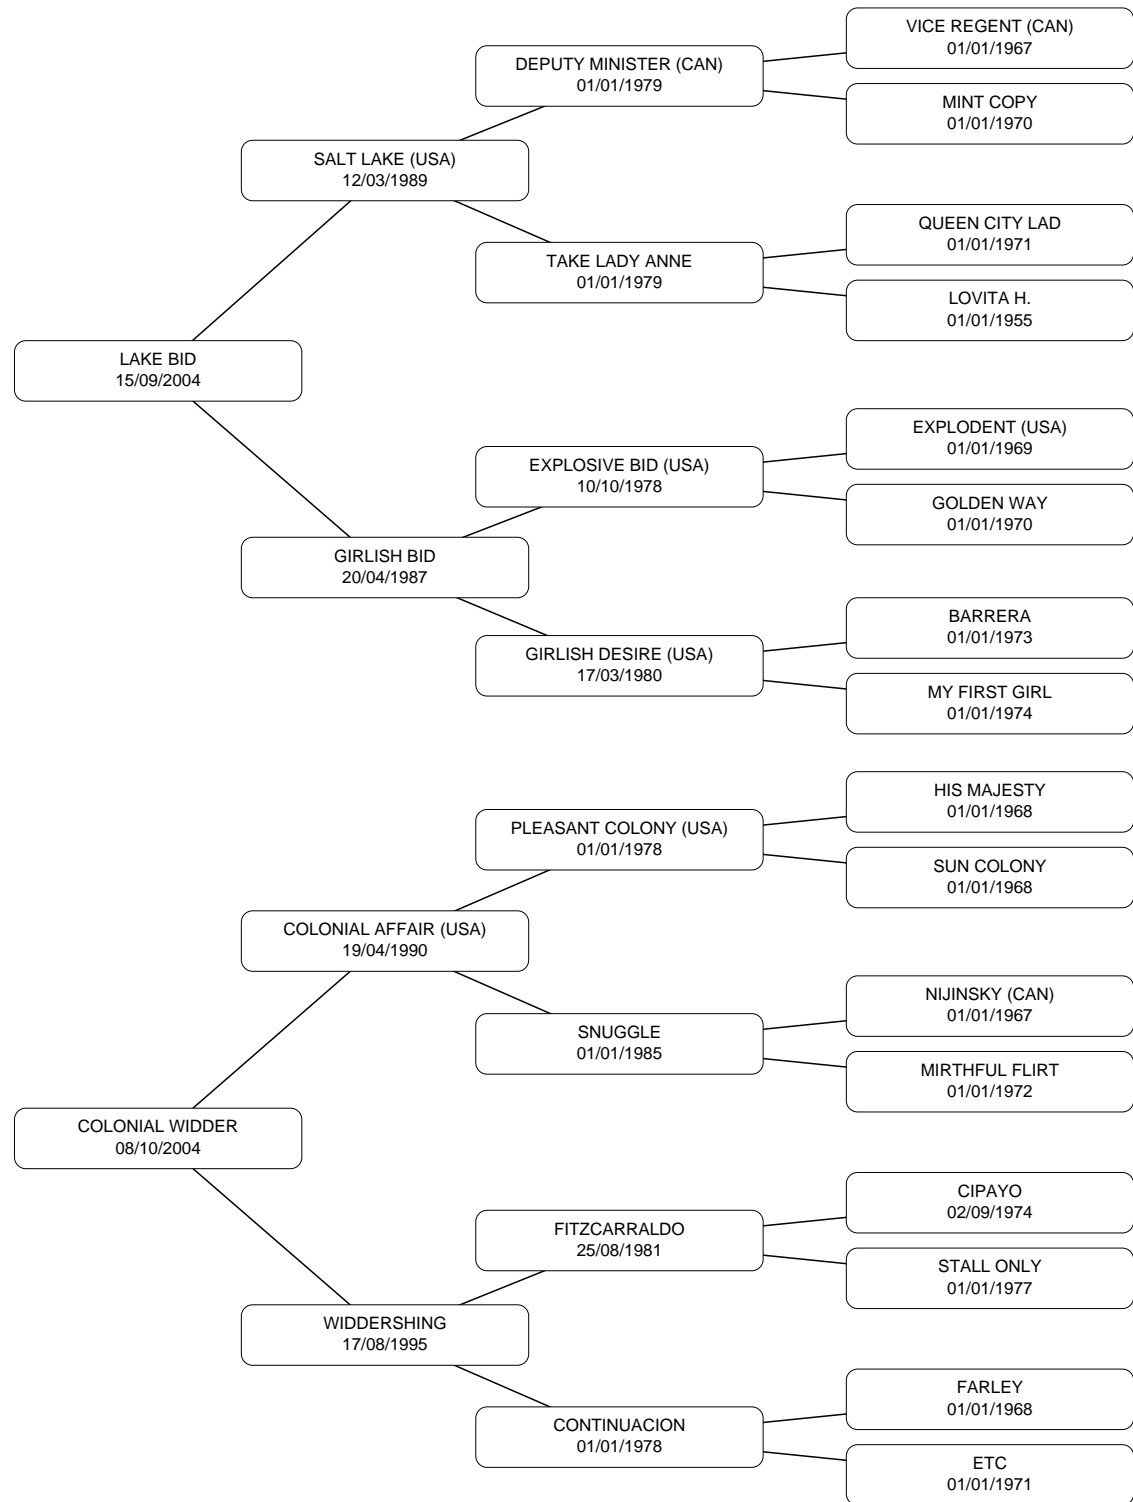 VICE REGENT (CAN)
01/01/1967
DEPUTY MINISTER (CAN)
01/01/1979
MINT COPY
01/01/1970
SALT LAKE (USA)
12/03/1989
QUEEN CITY LAD
01/01/1971
TAKE LADY ANNE
01/01/1979
LOVITA H.
01/01/1955
LAKE BID
15/09/2004
EXPLODENT (USA)
01/01/1969
EXPLOSIVE BID (USA)
10/10/1978
GOLDEN WAY
01/01/1970
GIRLISH BID
20/04/1987
BARRERA
01/01/1973
GIRLISH DESIRE (USA)
17/03/1980
MY FIRST GIRL
01/01/1974
HIS MAJESTY
01/01/1968
PLEASANT COLONY (USA)
01/01/1978
SUN COLONY
01/01/1968
COLONIAL AFFAIR (USA)
19/04/1990
NIJINSKY (CAN)
01/01/1967
SNUGGLE
01/01/1985
MIRTHFUL FLIRT
01/01/1972
COLONIAL WIDDER
08/10/2004
CIPAYO
02/09/1974
FITZCARRALDO
25/08/1981
STALL ONLY
01/01/1977
WIDDERSHING
17/08/1995
FARLEY
01/01/1968
CONTINUACION
01/01/1978
ETC
01/01/1971